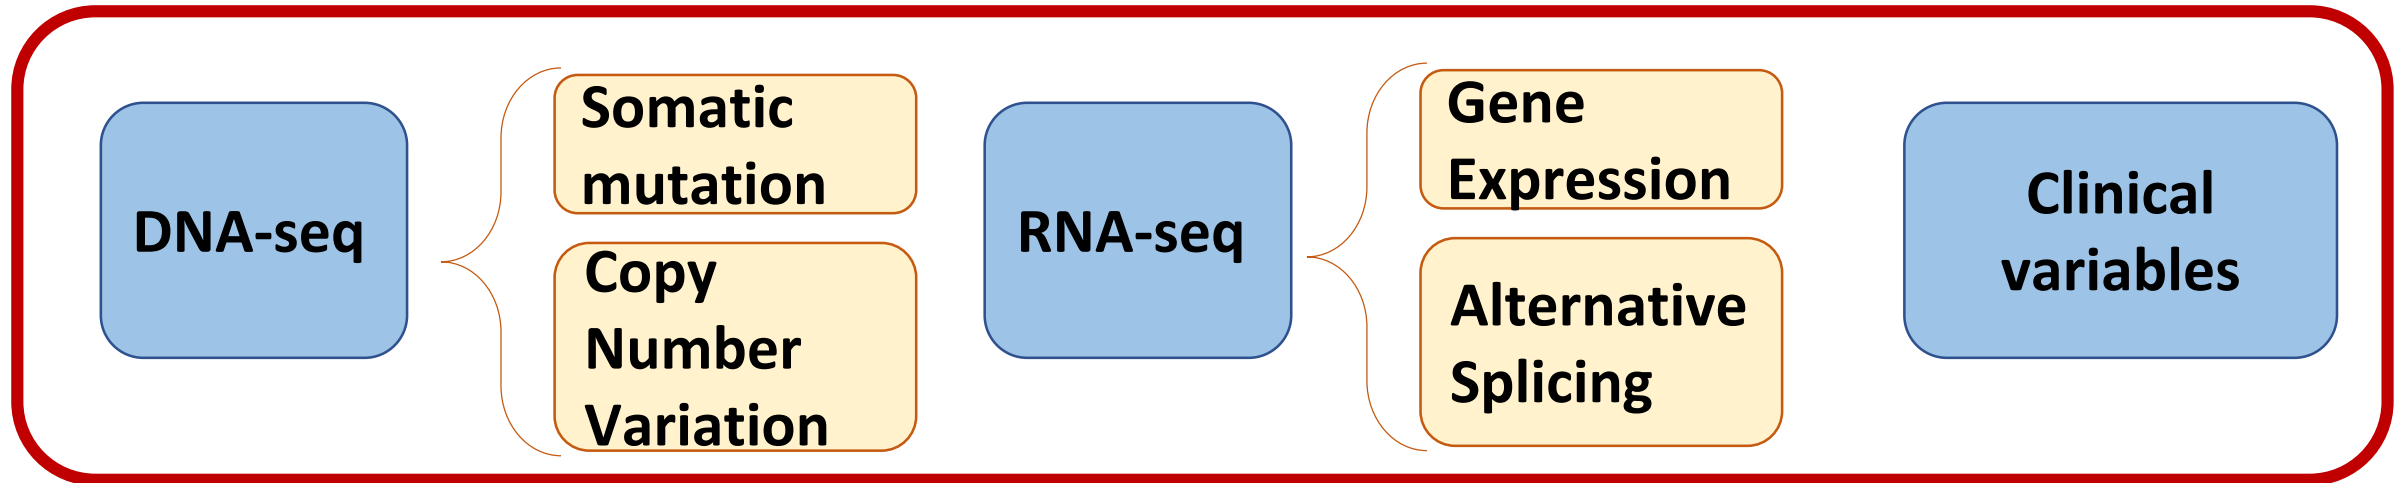 DNA-seq
Somatic
mutation
Copy
Number
Variation
RNA-seq
Gene
Expression
Alternative
Splicing
Clinical
variables